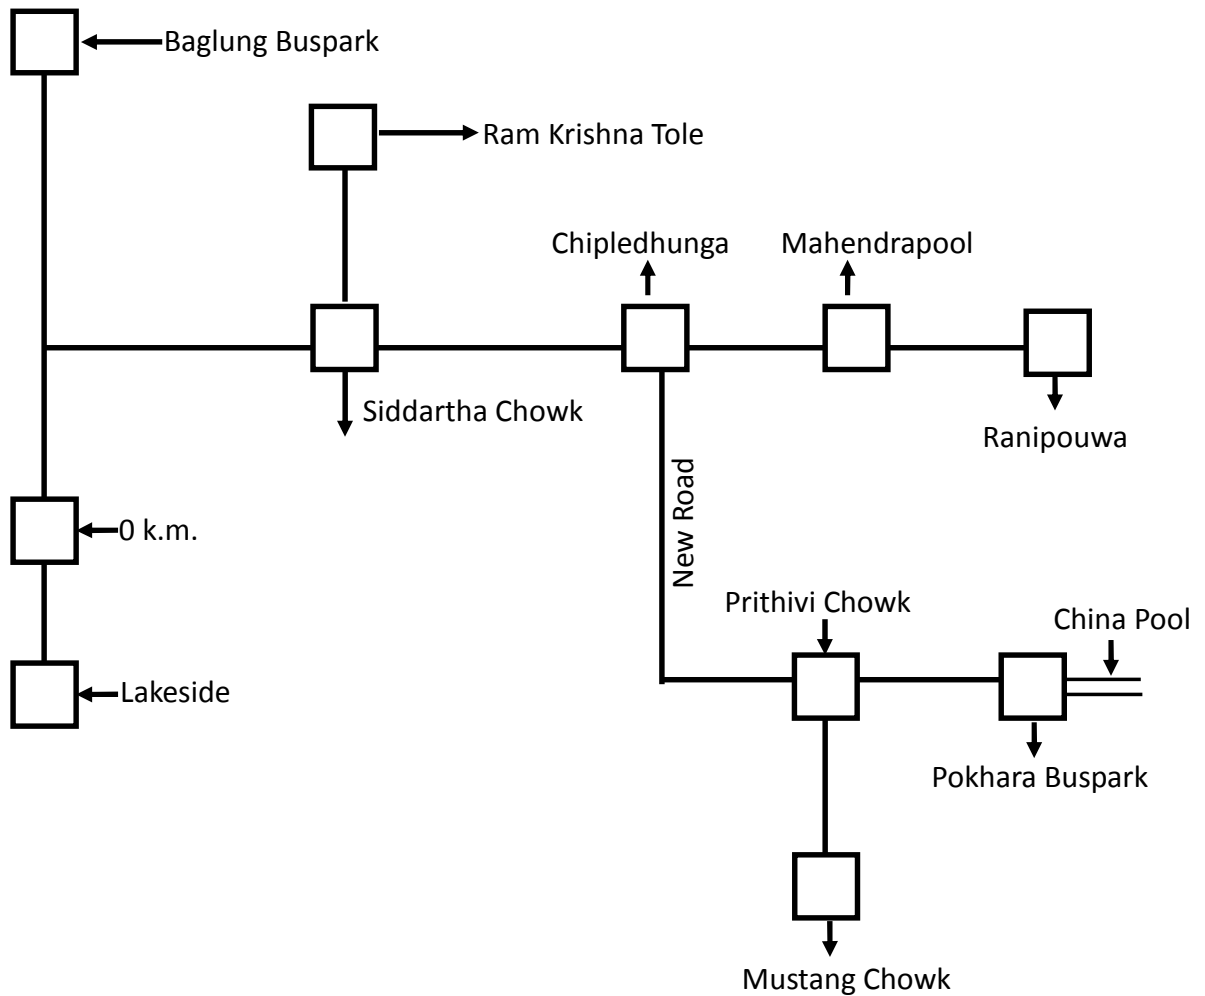 Baglung Buspark
Ram Krishna Tole
Chipledhunga
Mahendrapool
Siddartha Chowk
Ranipouwa
New Road
0 k.m.
Prithivi Chowk
China Pool
Lakeside
Pokhara Buspark
Mustang Chowk